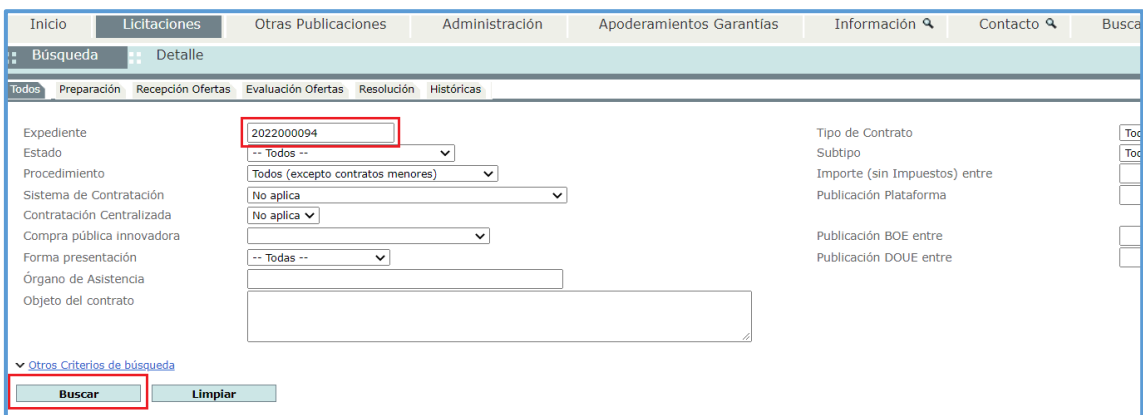 Inicio Licitaciones Otras Publicaciones Administración Apoderamientos Garantías Información Contacto Busca
Búsqueda Detalle
Todos Preparación Recepción Ofertas Evaluación Ofertas Resolución Históricas
Expediente 2022000094 Tipo de Contrato Tod
Estado -- Todos -- Subtipo Tod
Procedimiento Todos (excepto contratos menores) Importe (sin Impuestos) entre
Sistema de Contratación No aplica Publicación Plataforma
Contratación Centralizada No aplica
Compra pública innovadora Publicación BOE entre
Forma presentación -- Todas -- Publicación DOUE entre
Órgano de Asistencia
Objeto del contrato
Otros Criterios de búsqueda
Buscar Limpiar